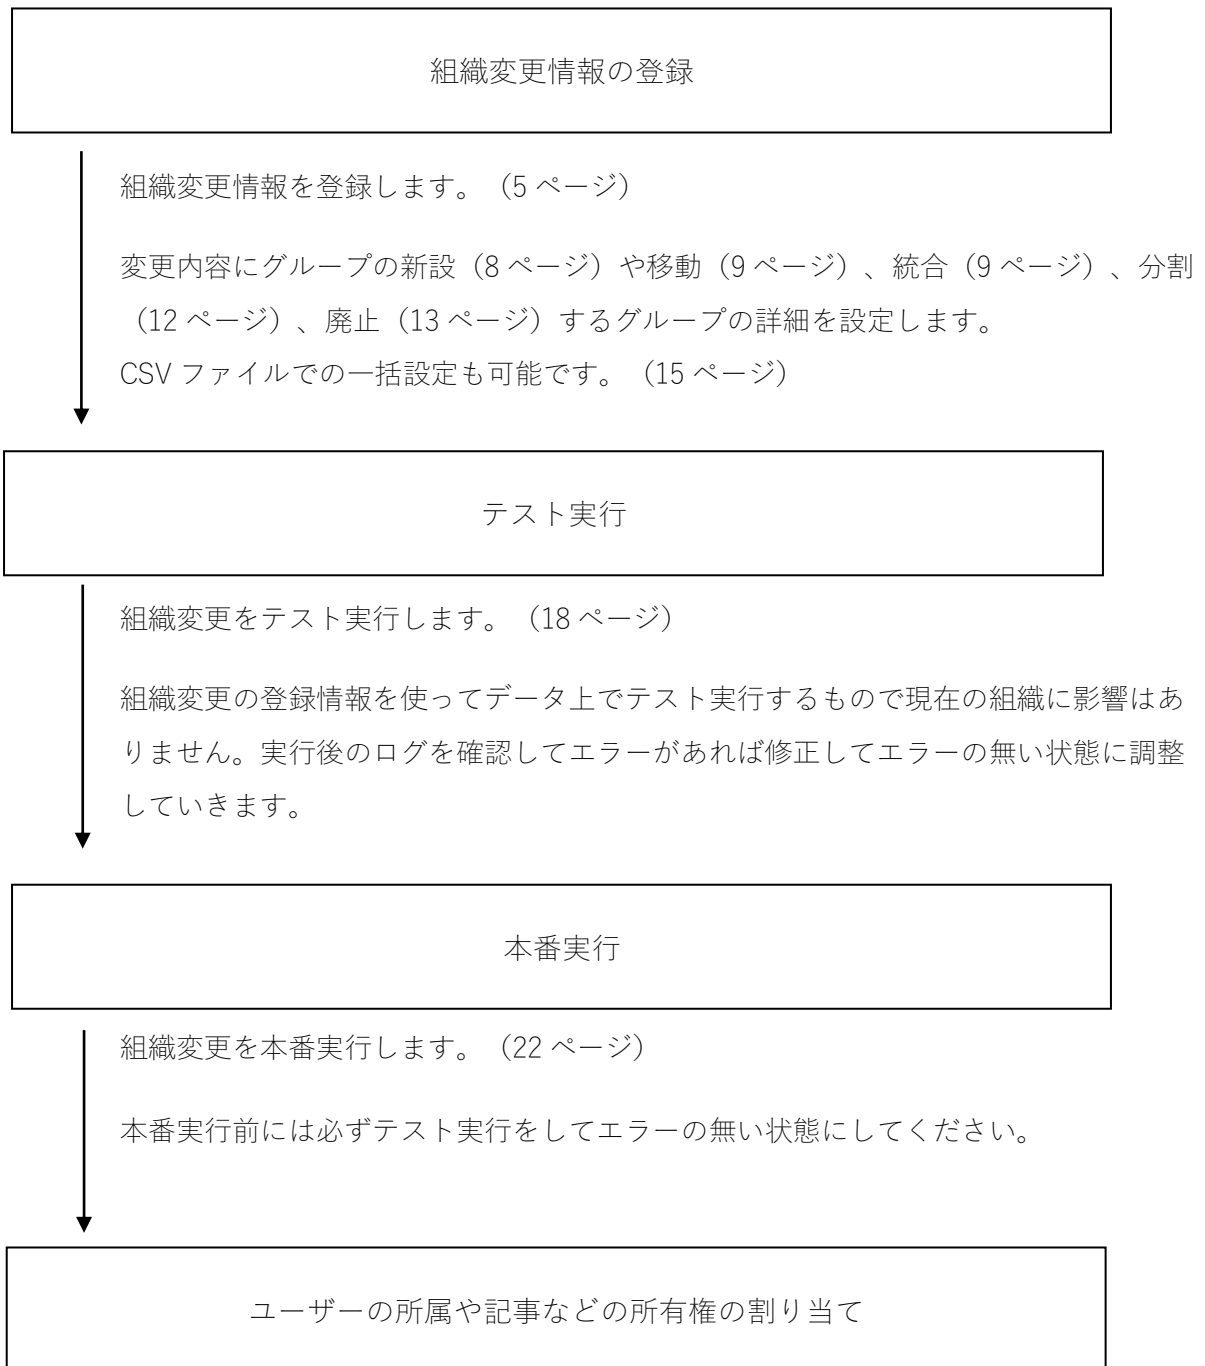 組織変更情報の登録
組織変更情報を登録します。（5 ページ）
変更内容にグループの新設（8 ページ）や移動（9 ページ）、統合（9 ページ）、分割
（12 ページ）、廃止（13 ページ）するグループの詳細を設定します。
CSV ファイルでの一括設定も可能です。（15 ページ）
テスト実行
組織変更をテスト実行します。（18 ページ）
組織変更の登録情報を使ってデータ上でテスト実行するもので現在の組織に影響はあ
りません。実行後のログを確認してエラーがあれば修正してエラーの無い状態に調整
していきます。
本番実行
組織変更を本番実行します。（22 ページ）
本番実行前には必ずテスト実行をしてエラーの無い状態にしてください。
ユーザーの所属や記事などの所有権の割り当て